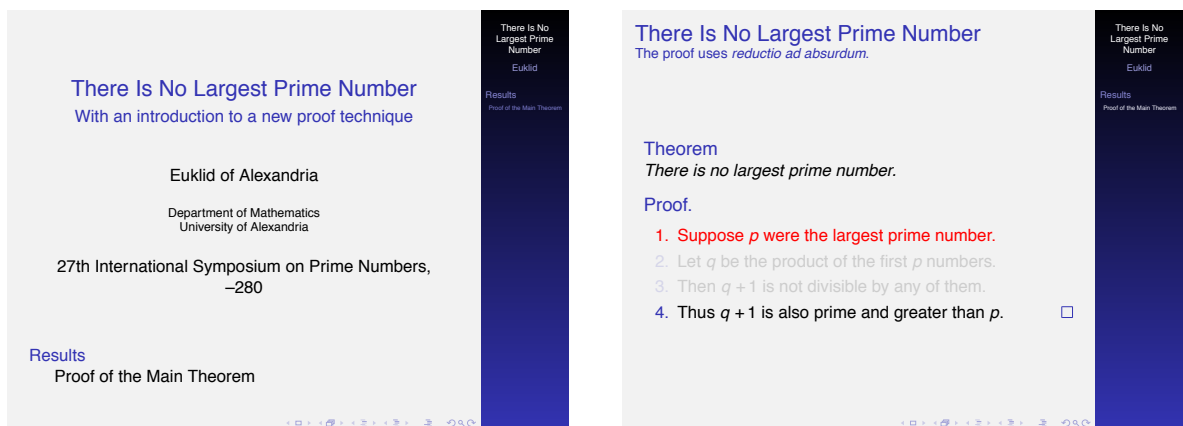 There Is No Largest Prime Number
With an introduction to a new proof technique
Euklid of Alexandria
Department of Mathematics
University of Alexandria
27th International Symposium on Prime Numbers,
–280
Results
Proof of the Main Theorem
There Is No
Largest Prime
Number
Euklid
Results
Proof of the Main Theorem
There Is No Largest Prime Number
The proof uses reductio ad absurdum.
Theorem
There is no largest prime number.
Proof.
1. Suppose p were the largest prime number.
2. Let q be the product of the first p numbers.
3. Then q + 1 is not divisible by any of them.
4. Thus q + 1 is also prime and greater than p. □
There Is No
Largest Prime
Number
Euklid
Results
Proof of the Main Theorem